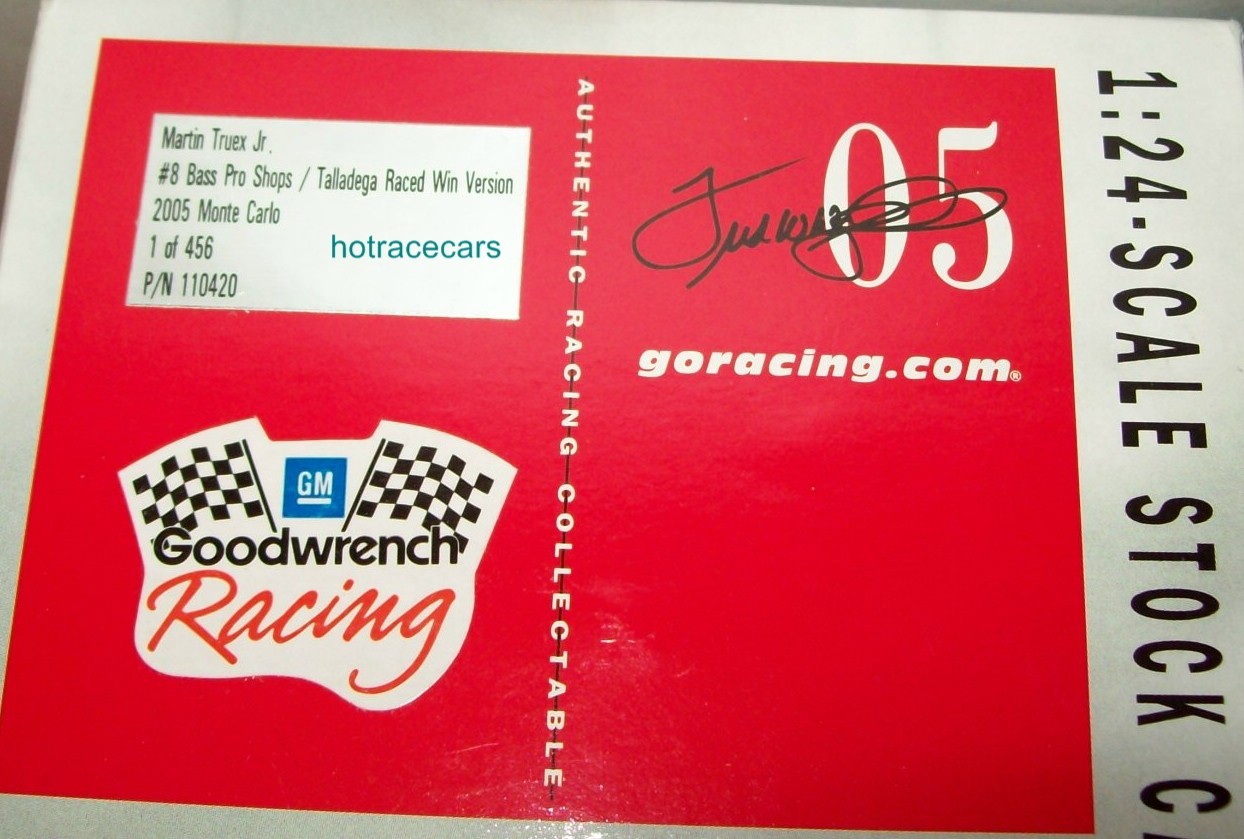 Martin Truex Jr.
#8 Bass Pro Shops / Talladega Raced Win Version
2005 Monte Carlo
1 of 456
P/N 110420
hotracecars
GM
Goodwrench
Racing
AUTHENTIC RACING COLLECTABLE
05
goracing.com®
1:24-SCALE STOCK